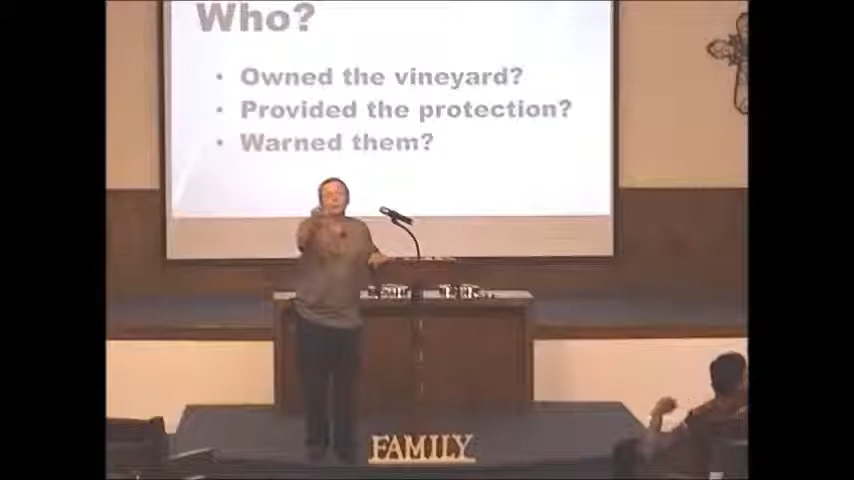 Who?
• Owned the vineyard?
• Provided the protection?
• Warned them?
FAMILY